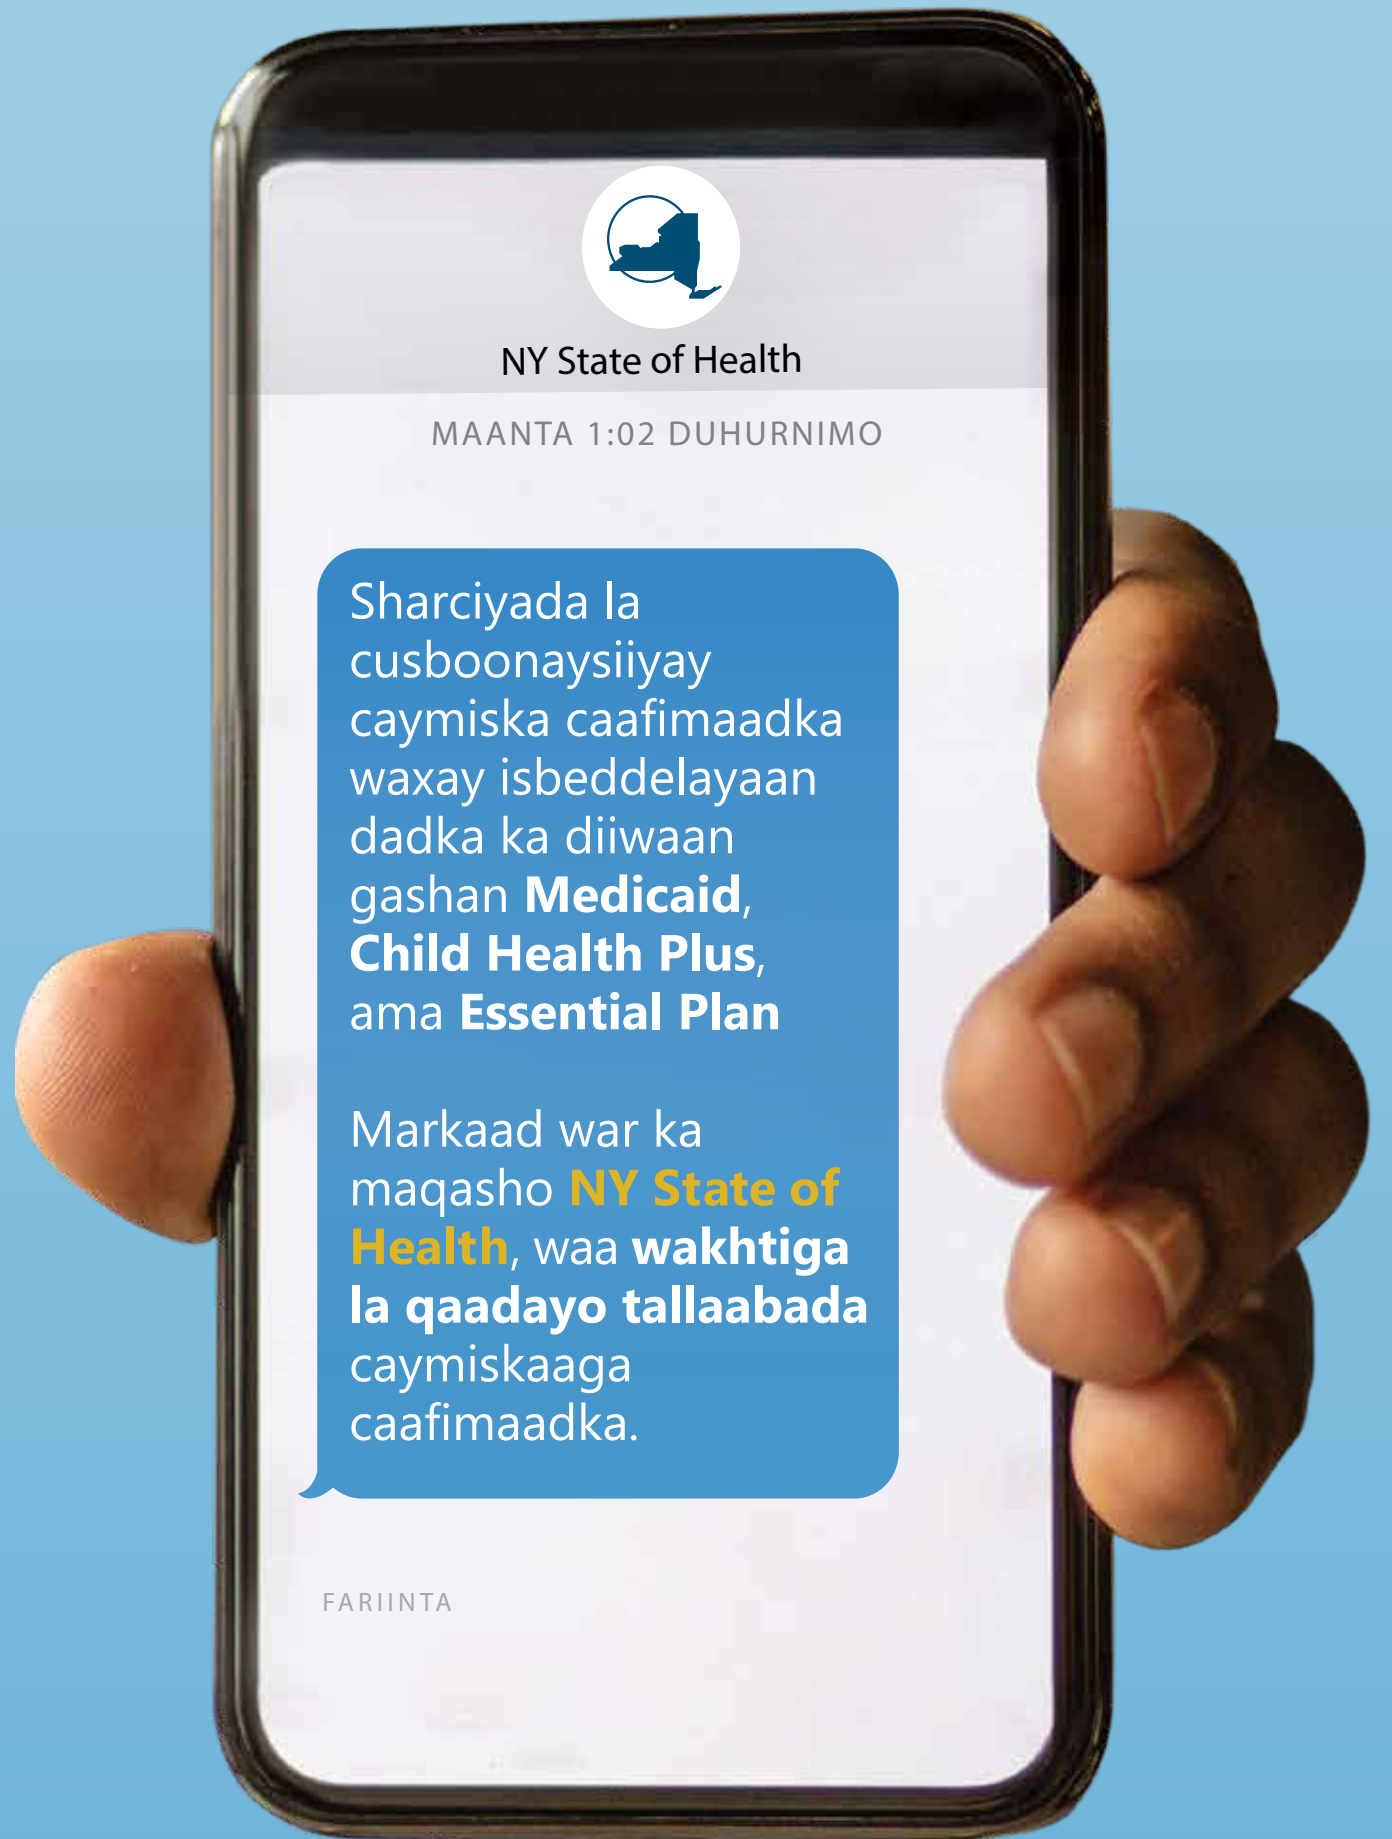 NY State of Health
MAANTA 1:02 DUHURNIMO
Sharciyada la
cusboonaysiiyay
caymiska caafimaadka
waxay isbeddelayaan
dadka ka diiwaan
gashan Medicaid,
Child Health Plus,
ama Essential Plan
Markaad war ka
maqasho NY State of
Health, waa wakhtiga
la qaadayo tallaabada
caymiskaaga
caafimaadka.
FARIINTA